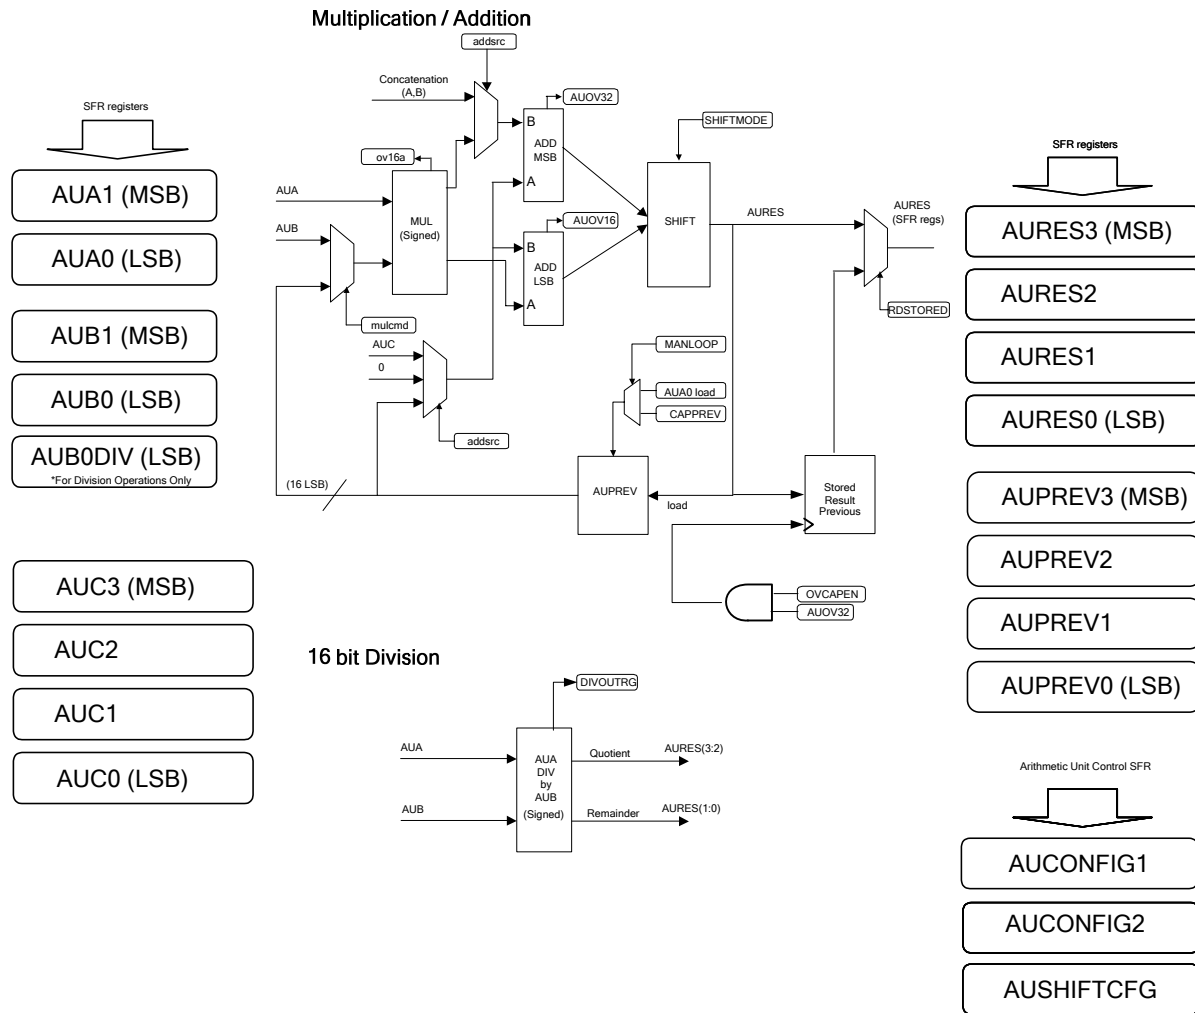 Multiplication / Addition
addsrc
Concatenation
(A,B)
AUOV32
B
ADD
MSB
A
SHIFTMODE
ov16a
AUA
MUL
(Signed)
AUB
AUOV16
B
ADD
LSB
A
SHIFT
AURES
AURES
(SFR regs)
RDSTORED
mulcmd
AUC
0
addsrc
MANLOOP
AUA0 load
CAPPREV
(16 LSB)
AUPREV
load
Stored
Result
Previous
OVCAPEN
AUOV32
16 bit Division
DIVOUTRG
AUA
AUB
AUA
DIV
by
AUB
(Signed)
Quotient
AURES(3:2)
Remainder
AURES(1:0)
SFR registers
AUA1 (MSB)
AUA0 (LSB)
AUB1 (MSB)
AUB0 (LSB)
AUB0DIV (LSB)
*For Division Operations Only
AUC3 (MSB)
AUC2
AUC1
AUC0 (LSB)
SFR registers
AURES3 (MSB)
AURES2
AURES1
AURES0 (LSB)
AUPREV3 (MSB)
AUPREV2
AUPREV1
AUPREV0 (LSB)
Arithmetic Unit Control SFR
AUCONFIG1
AUCONFIG2
AUSHIFTCFG